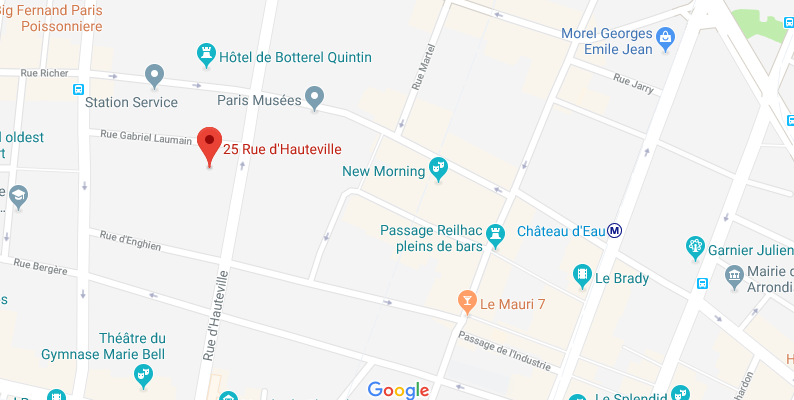 Big Fernand Paris
Poissonniere
Morel Georges
Emile Jean
Hôtel de Botterel Quintin
Rue Martel
Rue Richer
Rue Jarry
Station Service
Paris Musées
Rue Gabriel Laumain
l oldest
rt
25 Rue d'Hauteville
New Morning
e
...
Passage Reilhac
pleins de bars
Château d'Eau
M
Rue d'Enghien
Garnier Julien
Rue Bergère
Le Brady
Mairie d
Arrondi
s
Le Mauri 7
Rue d'Hauteville
Théâtre du
Gymnase Marie Bell
Passage de l'Industrie
H
Google
Le Splendid
hardon